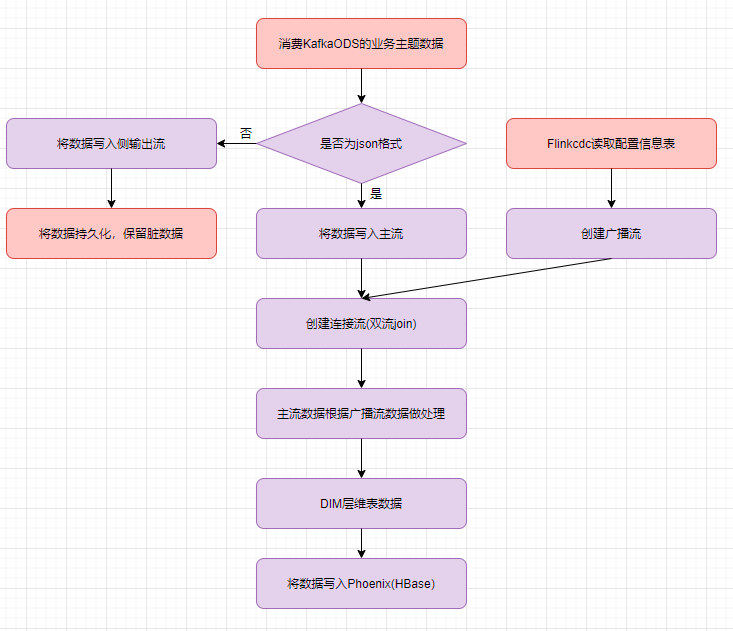 消费KafkaODS的业务主题数据
否
将数据写入侧输出流
是否为json格式
Flinkcdc读取配置信息表
是
将数据持久化，保留脏数据
将数据写入主流
创建广播流
创建连接流(双流join)
主流数据根据广播流数据做处理
DIM层维表数据
将数据写入Phoenix(HBase)